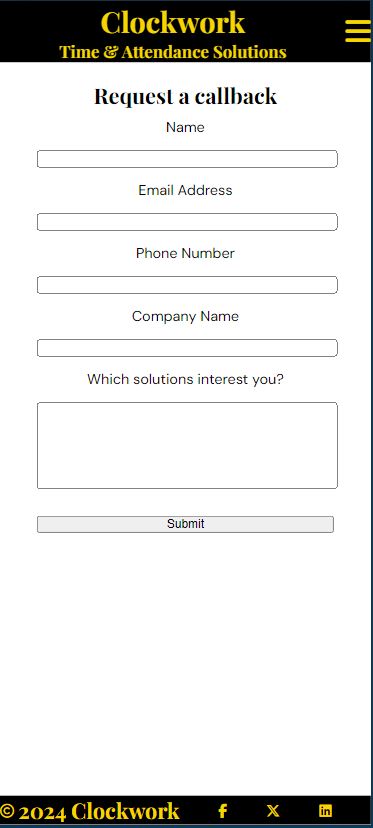 Clockwork
Time & Attendance Solutions
Request a callback
Name
Email Address
Phone Number
Company Name
Which solutions interest you?
Submit
© 2024 Clockwork